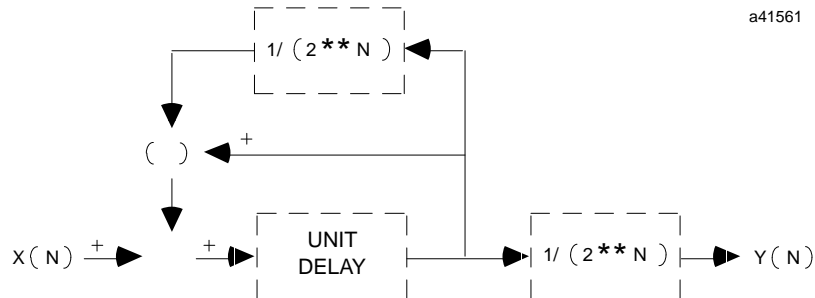 a41561
1/ ( 2 ** N )
( )
+
X ( N )
+
+
UNIT
DELAY
1/ ( 2 ** N )
Y ( N )